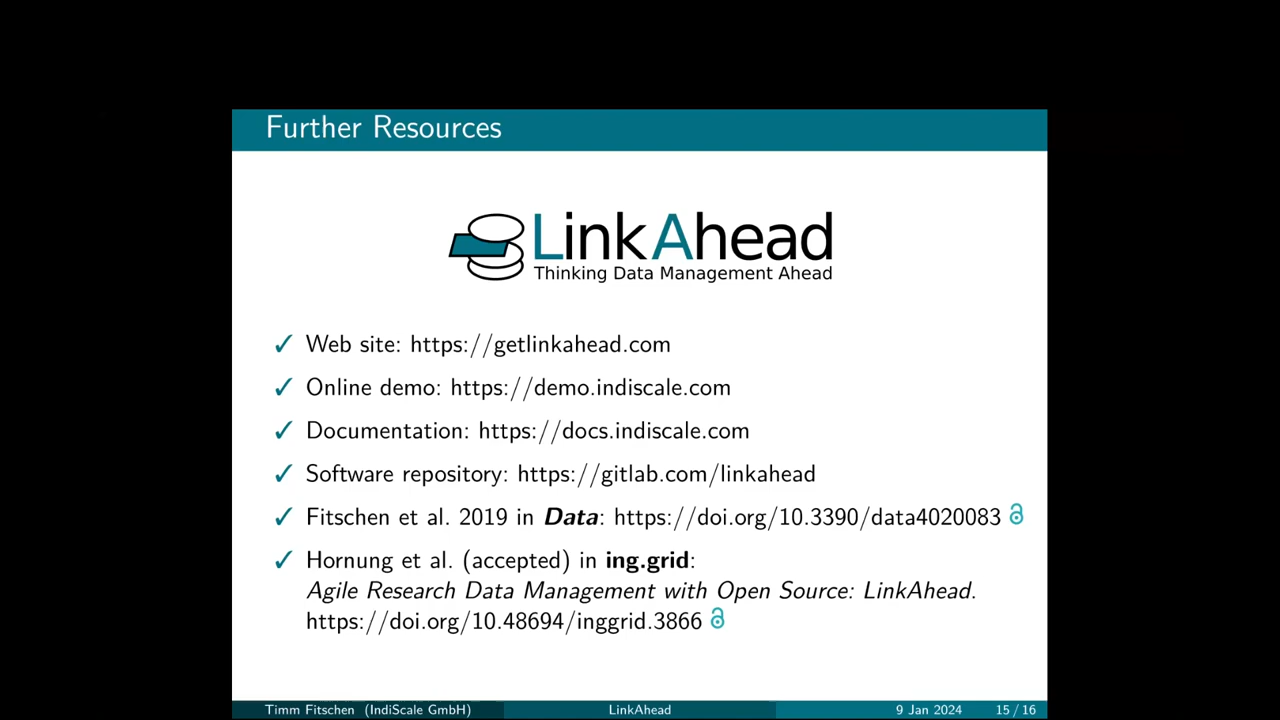 Further Resources
LinkAhead
Thinking Data Management Ahead
✓ Web site: https://getlinkahead.com
✓ Online demo: https://demo.indiscale.com
✓ Documentation: https://docs.indiscale.com
✓ Software repository: https://gitlab.com/linkahead
✓ Fitschen et al. 2019 in Data: https://doi.org/10.3390/data4020083
✓ Hornung et al. (accepted) in ing.grid:
Agile Research Data Management with Open Source: LinkAhead.
https://doi.org/10.48694/inggrid.3866
Timm Fitschen (IndiScale GmbH) LinkAhead 9 Jan 2024 15 / 16